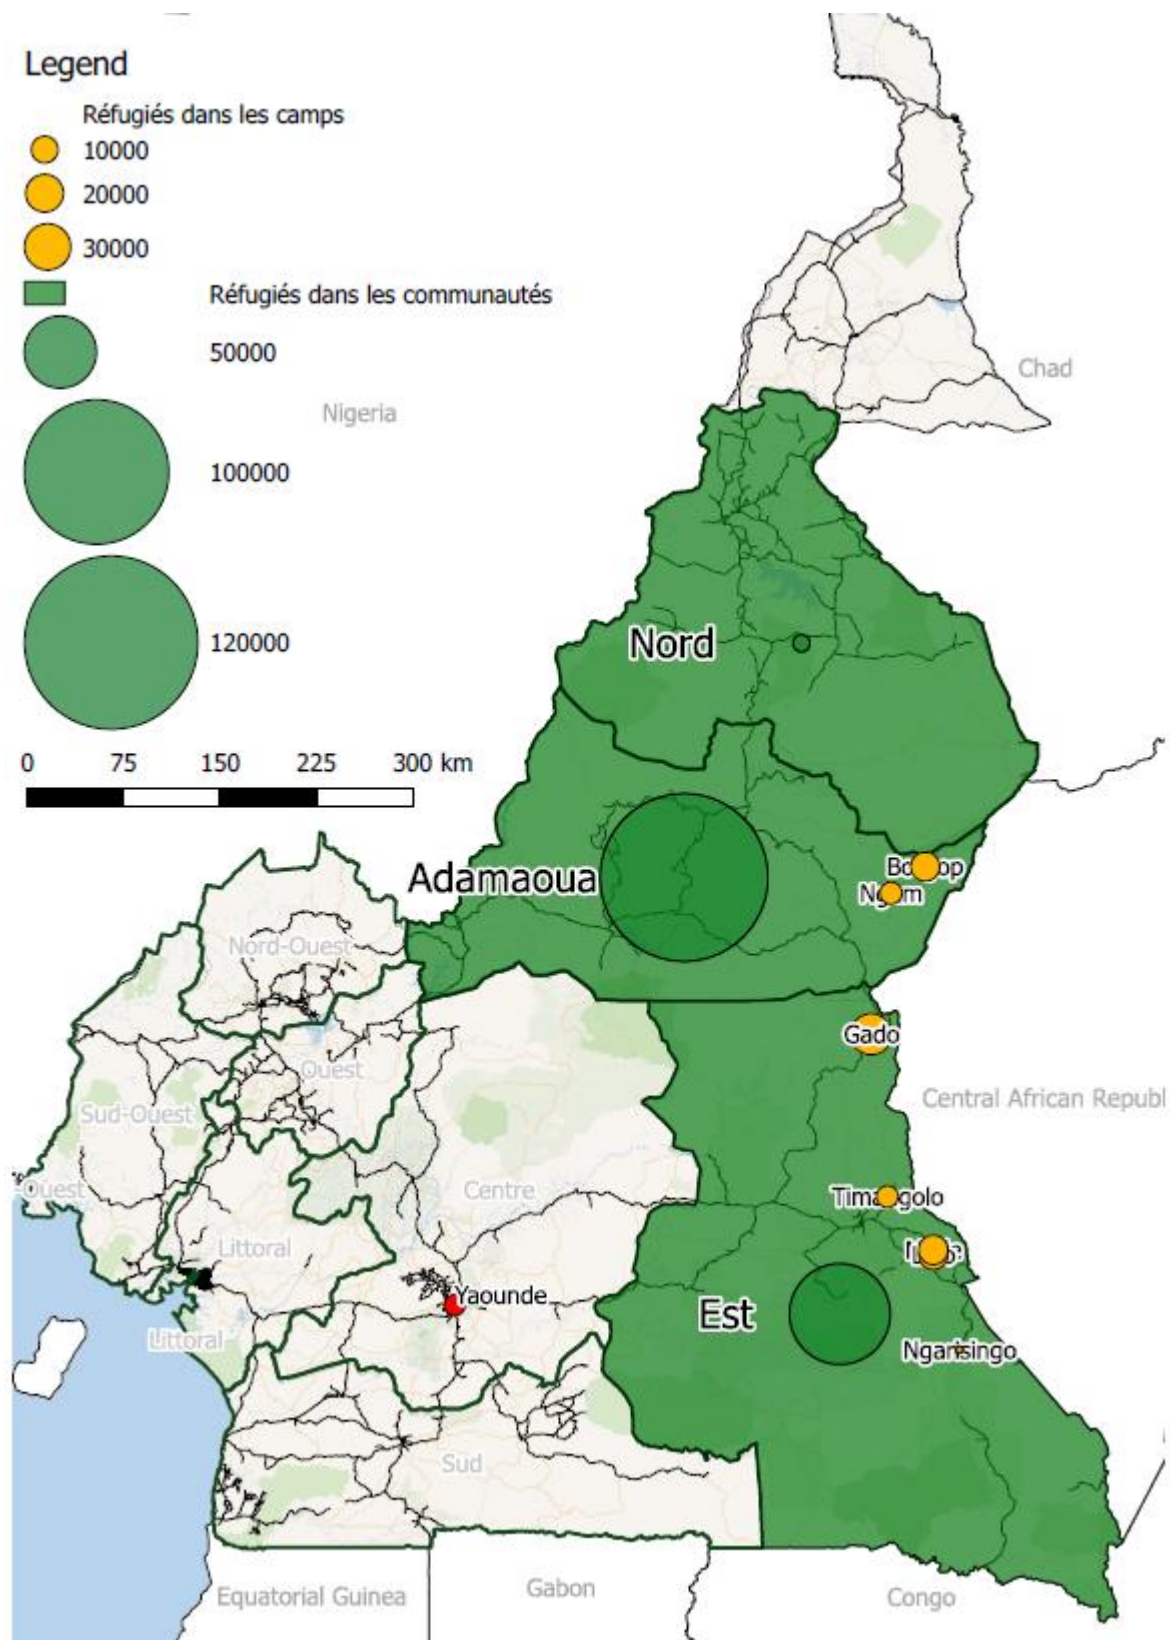 Legend
Réfugiés dans les camps
10000
20000
30000
Réfugiés dans les communautés
50000
100000
120000
0 75 150 225 300 km
Nigeria
Chad
Nord
Adamaoua
Gado
Central African Republ
Nord-Ouest
Ouest
Sud-Ouest
-Ouest
Centre
Littoral
Littoral
Yaounde
Est
Sud
Equatorial Guinea
Gabon
Congo